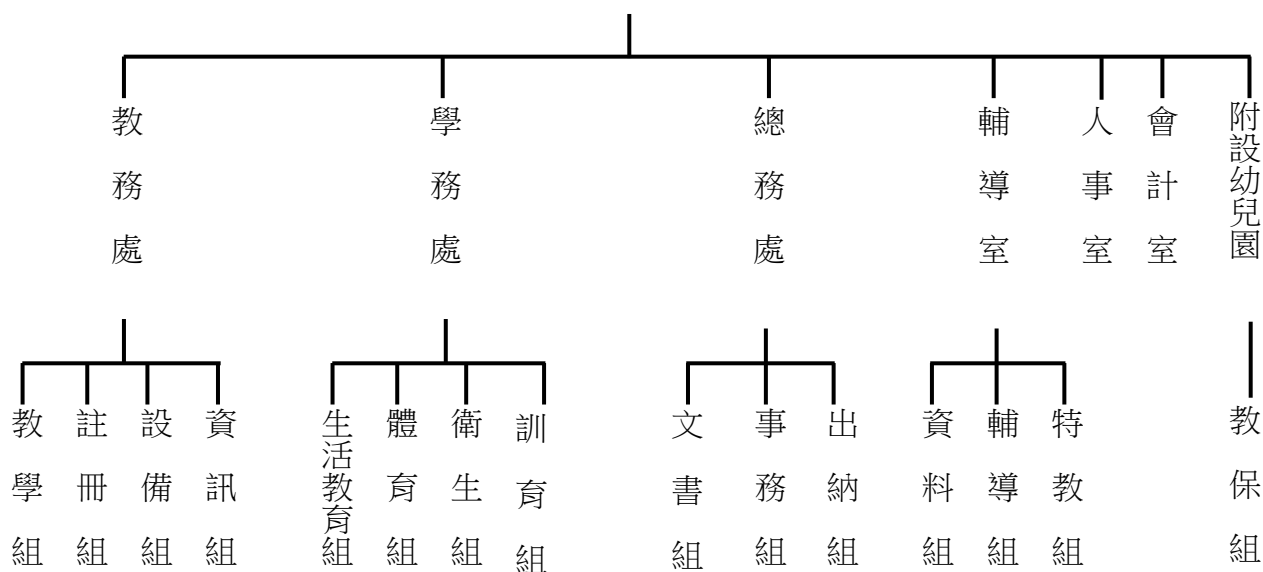 教務處
學務處
總務處
輔導室
人事室
會計室
附設幼兒園
教學組
註冊組
設備組
資訊組
生活教育組
體育組
衛生組
訓育組
文書組
事務組
出納組
資料組
輔導組
特教組
教保組